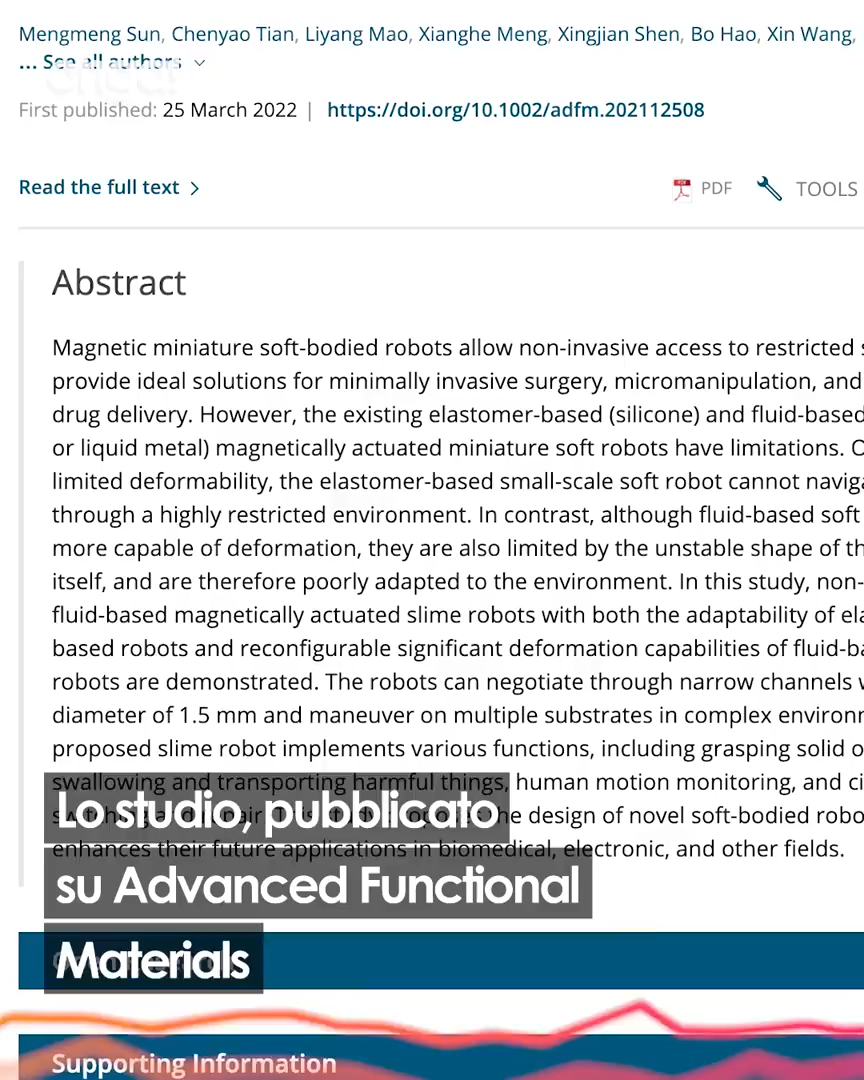 Mengmeng Sun, Chenyao Tian, Liyang Mao, Xianghe Meng, Xingjian Shen, Bo Hao, Xin Wang,
... See all authors
First published: 25 March 2022 | https://doi.org/10.1002/adfm.202112508
Read the full text
PDF TOOLS
Abstract
Magnetic miniature soft-bodied robots allow non-invasive access to restricted
provide ideal solutions for minimally invasive surgery, micromanipulation, and
drug delivery. However, the existing elastomer-based (silicone) and fluid-based
or liquid metal) magnetically actuated miniature soft robots have limitations.
limited deformability, the elastomer-based small-scale soft robot cannot
through a highly restricted environment. In contrast, although fluid-based soft
more capable of deformation, they are also limited by the unstable shape of
itself, and are therefore poorly adapted to the environment. In this study, non-
fluid-based magnetically actuated slime robots with both the adaptability of
based robots and reconfigurable significant deformation capabilities of
robots are demonstrated. The robots can negotiate through narrow channels
diameter of 1.5 mm and maneuver on multiple substrates in complex
proposed slime robot implements various functions, including grasping solid
swallowing and transporting harmful things, human motion monitoring, and
the design of novel soft-bodied
enhances their future applications in biomedical, electronic, and other fields.
Lo studio, pubblicato
su Advanced Functional
Materials
Supporting Information